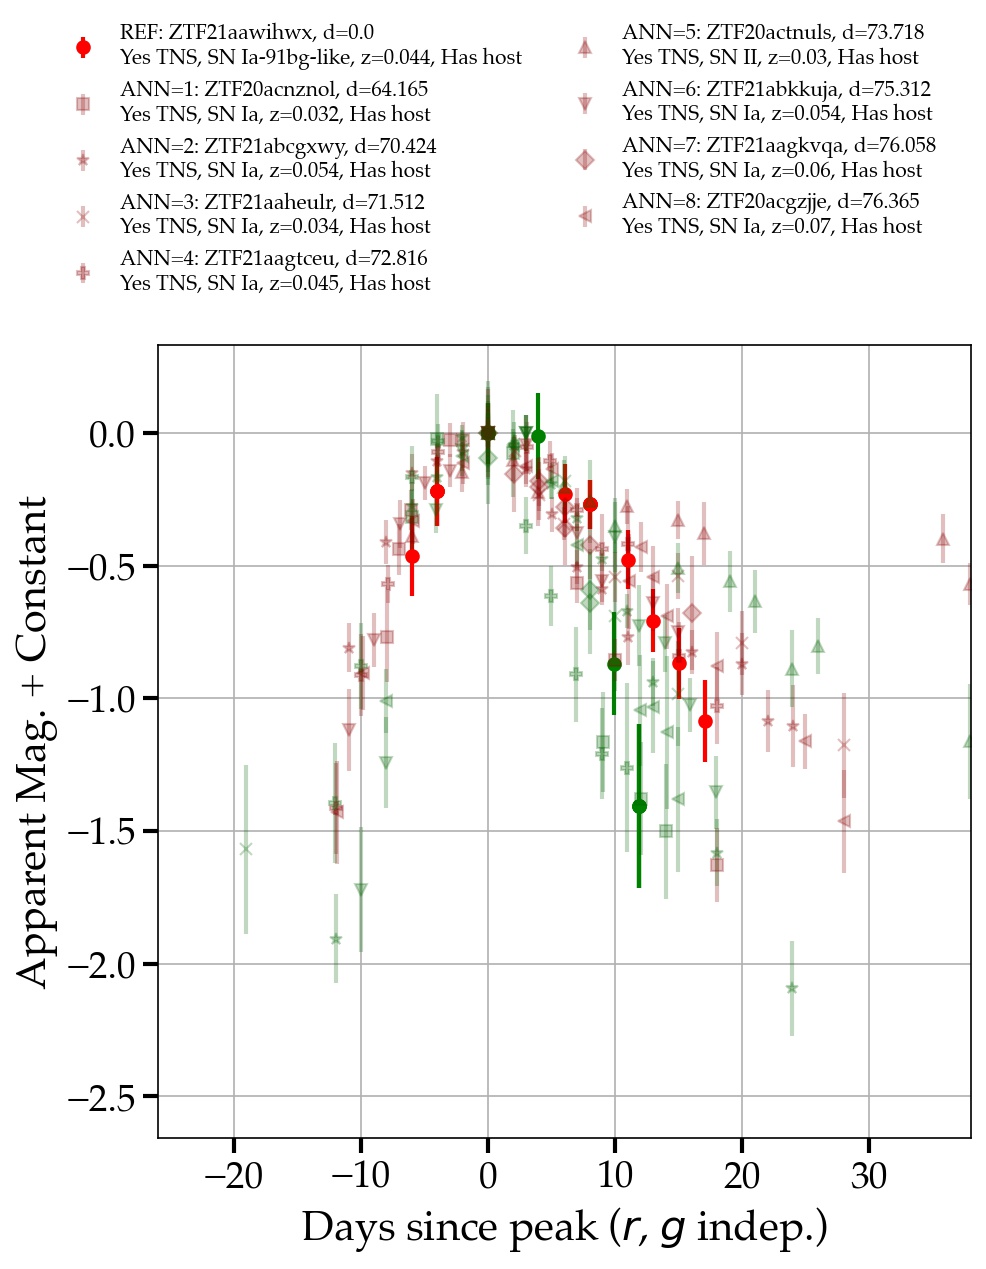 REF: ZTF21aawihwx, d=0.0
Yes TNS, SN Ia-91bg-like, z=0.044, Has host
ANN=1: ZTF20acnznol, d=64.165
Yes TNS, SN Ia, z=0.032, Has host
ANN=2: ZTF21abcgxwy, d=70.424
Yes TNS, SN Ia, z=0.054, Has host
ANN=3: ZTF21aaheulr, d=71.512
Yes TNS, SN Ia, z=0.034, Has host
ANN=4: ZTF21aagtceu, d=72.816
Yes TNS, SN Ia, z=0.045, Has host
ANN=5: ZTF20actnuls, d=73.718
Yes TNS, SN II, z=0.03, Has host
ANN=6: ZTF21abkkuja, d=75.312
Yes TNS, SN Ia, z=0.054, Has host
ANN=7: ZTF21aagkvqa, d=76.058
Yes TNS, SN Ia, z=0.06, Has host
ANN=8: ZTF20acgzjje, d=76.365
Yes TNS, SN Ia, z=0.07, Has host
Apparent Mag. + Constant
0.0
−0.5
−1.0
−1.5
−2.0
−2.5
−20
−10
0
10
20
30
Days since peak (r, g indep.)